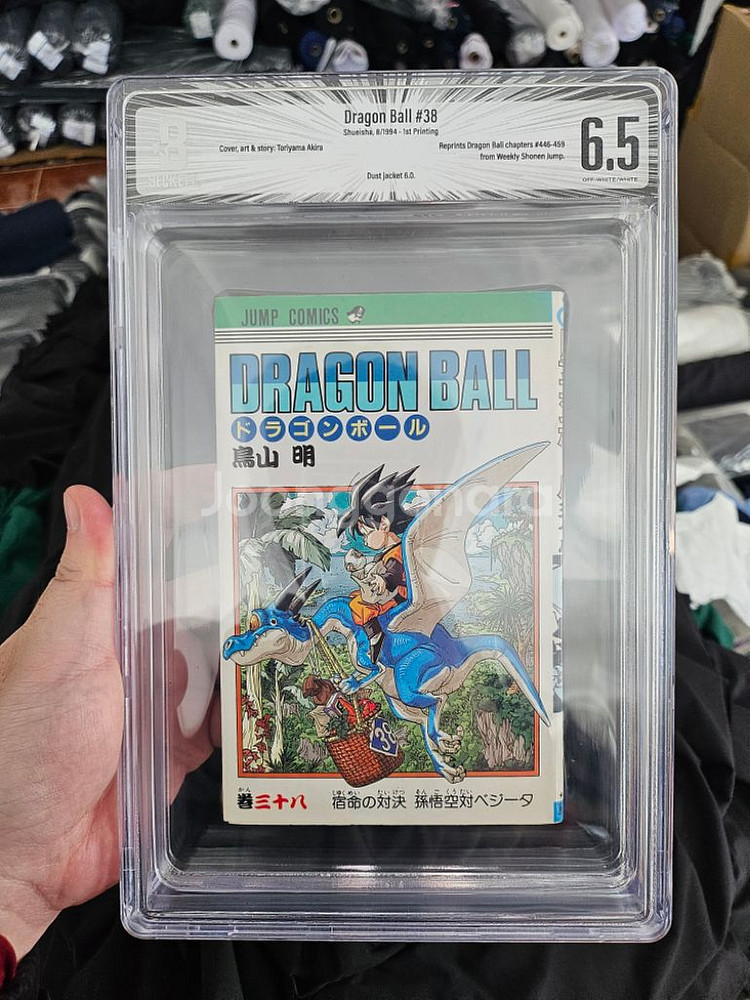 Dragon Ball #38
Shueisha, 8/1994 - 1st Printing
Cover, art & story: Toriyama Akira
Reprints Dragon Ball chapters #446-459
from Weekly Shonen Jump.
Dust jacket 6.0.
6.5
OFF-WHITE/WHITE
B
JUMP COMICS
DRAGON BALL
ドラゴンボール
鳥山 明
Joonggonara
38
巻三十八 宿命の対決 孫悟空対ベジータ